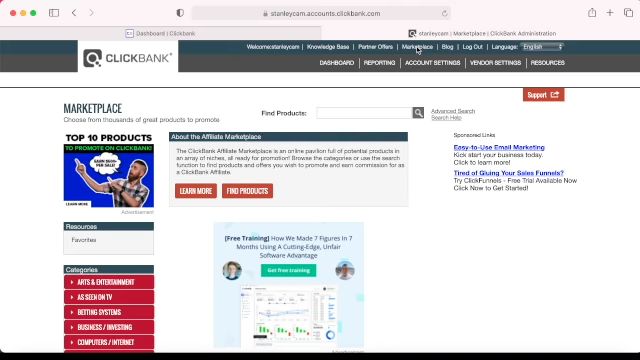 stanleycam.accounts.clickbank.com
Dashboard | Clickbank
stanleycam | Marketplace | ClickBank Administration
Welcome:stanleycam | Knowledge Base | Partner Offers | Marketplace | Blog | Log Out | Language: English
CLICKBANK
DASHBOARD | REPORTING | ACCOUNT SETTINGS | VENDOR SETTINGS | RESOURCES
Support
MARKETPLACE
Choose from thousands of great products to promote
Find Products:
Advanced Search
Search Help
TOP 10 PRODUCTS
TO PROMOTE ON CLICKBANK!
EARN $600+
PER SALE!
LEARN MORE
Advertisement
About the Affiliate Marketplace
The ClickBank Affiliate Marketplace is an online pavilion full of potential products in
an array of niches, all ready for promotion! Browse the categories or use the search
function to find products and offers you wish to promote and earn commission for as
a ClickBank Affiliate.
LEARN MORE
FIND PRODUCTS
Sponsored Links
Easy-to-Use Email Marketing
Kick start your business today.
Click to learn more!
Tired of Gluing Your Sales Funnels?
Try ClickFunnels - Free Trial Available Now
Click Now to Get Started!
Resources
Favorites
Categories
ARTS & ENTERTAINMENT
AS SEEN ON TV
BETTING SYSTEMS
BUSINESS / INVESTING
COMPUTERS / INTERNET
[Free Training] How We Made 7 Figures In 7
Months Using A Cutting-Edge, Unfair
Software Advantage
Get free training